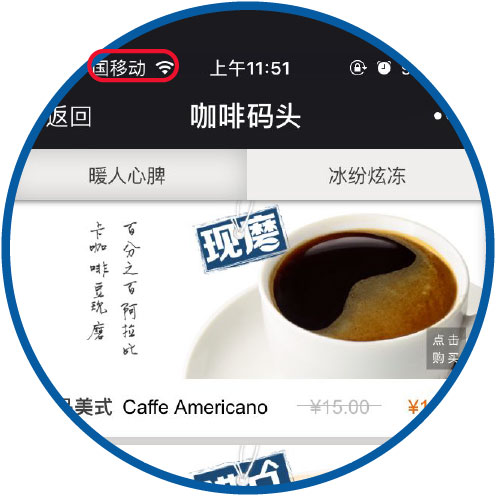 国移动 上午11:51
返回 咖啡码头
暖人心脾 冰纷炫冻
现磨
百分之百阿拉比
卡咖啡豆现磨
点击
购买
美式 Caffe Americano ¥15.00 ¥1